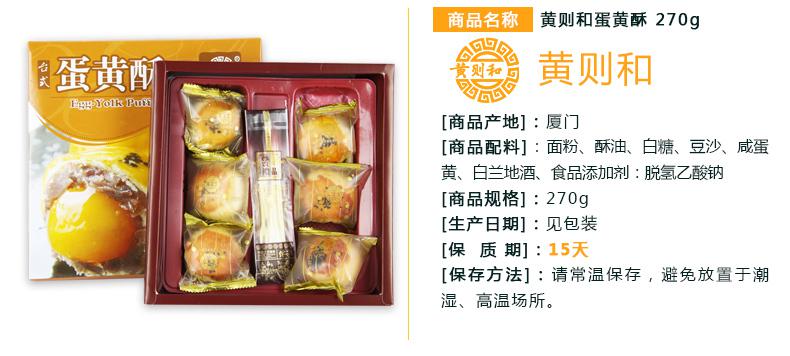 台式
蛋黄酥
Egg-Yolk Puff
商品名称 黄则和蛋黄酥 270g
黄则和
黄则和
[商品产地]：厦门
[商品配料]：面粉、酥油、白糖、豆沙、咸蛋
黄、白兰地酒、食品添加剂：脱氢乙酸钠
[商品规格]：270g
[生产日期]：见包装
[保 质 期]：15天
[保存方法]：请常温保存，避免放置于潮
湿、高温场所。